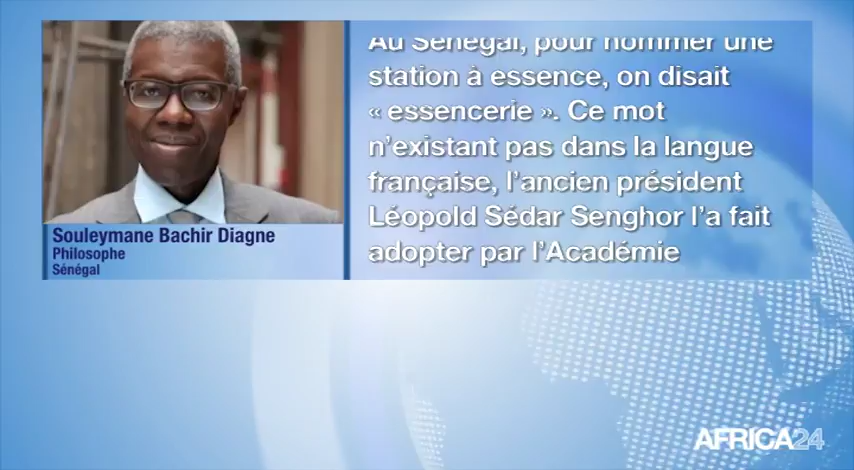 Au Sénégal, pour nommer une
station à essence, on disait
« essencerie ». Ce mot
n’existant pas dans la langue
française, l’ancien président
Léopold Sédar Senghor l’a fait
adopter par l’Académie
Souleymane Bachir Diagne
Philosophe
Sénégal
AFRICA24